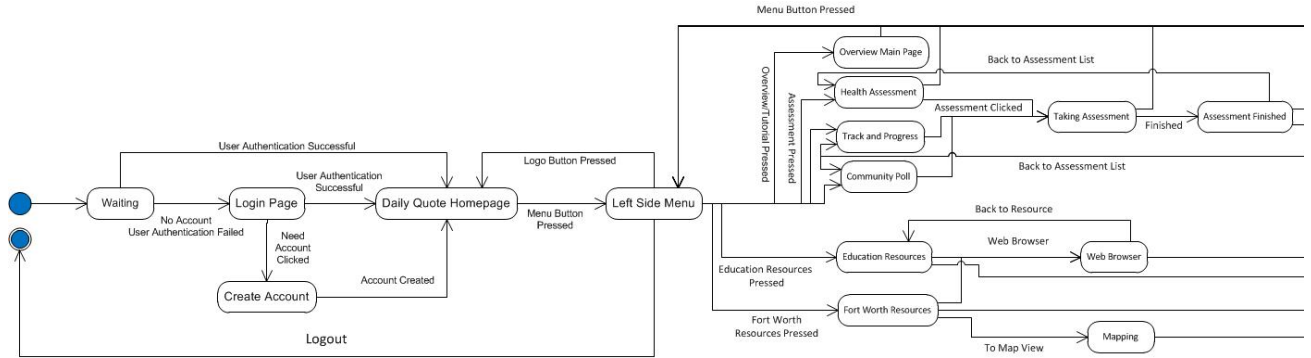 Menu Button Pressed
Overview Main Page
Back to Assessment List
Health Assessment
Overview/Tutorial Pressed
Assessment Pressed
Assessment Clicked
Taking Assessment
Finished
Assessment Finished
Track and Progress
Back to Assessment List
Community Poll
User Authentication Successful
Logo Button Pressed
User Authentication
Successful
Waiting
Login Page
Daily Quote Homepage
Left Side Menu
No Account
User Authentication Failed
Menu Button
Pressed
Need
Account
Clicked
Back to Resource
Web Browser
Education Resources
Web Browser
Education Resources
Pressed
Account Created
Create Account
Fort Worth Resources
Fort Worth
Resources Pressed
Logout
To Map View
Mapping